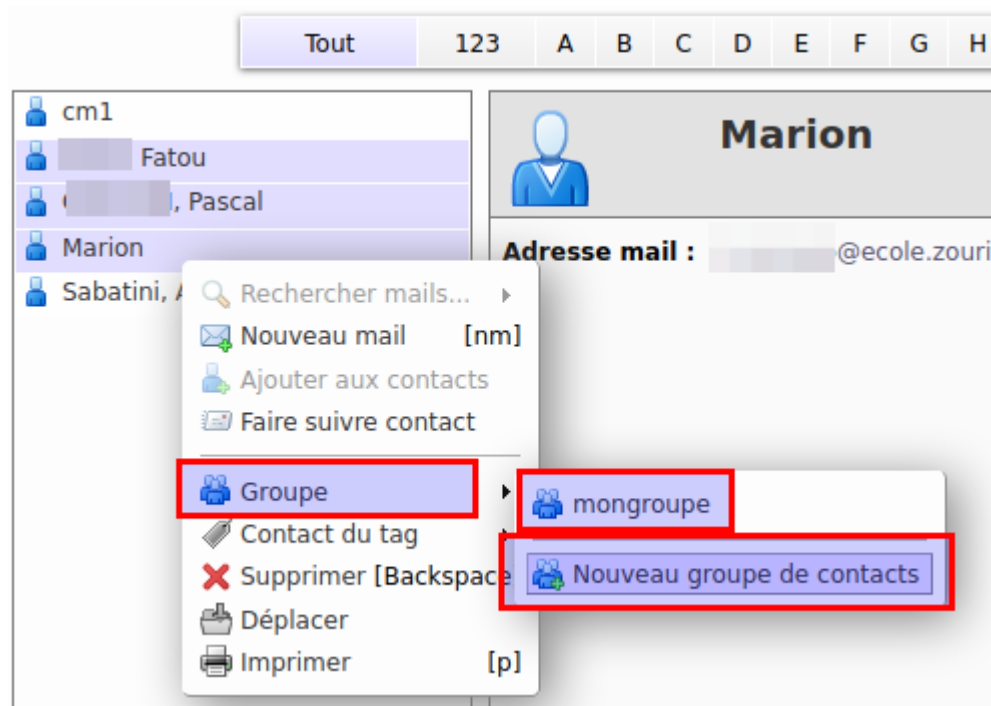 Tout 123 A B C D E F G H
cm1
Fatou
, Pascal
Marion
Sabatini,
Marion
Adresse mail : @ecole.zouri
Rechercher mails...
Nouveau mail [nm]
Ajouter aux contacts
Faire suivre contact
Groupe
Contact du tag
Supprimer [Backspace
Déplacer
Imprimer [p]
mongroupe
Nouveau groupe de contacts